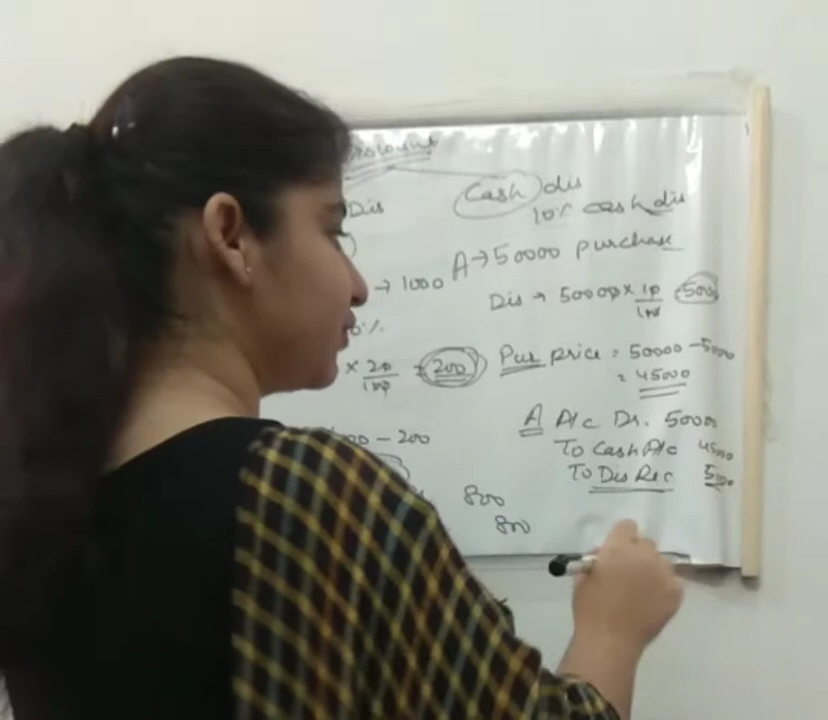 Discount
Dis
→ 1000
0%
× 20/100 = 200
00 - 200
800
800
Cash dis
10% cash dis
A → 50000 purchase
Dis → 50000 × 10/100 = 5000
Pur price = 50000 - 5000
= 45000
A A/c Dr. 50000
To Cash A/c 45000
To Dis Rec 5000